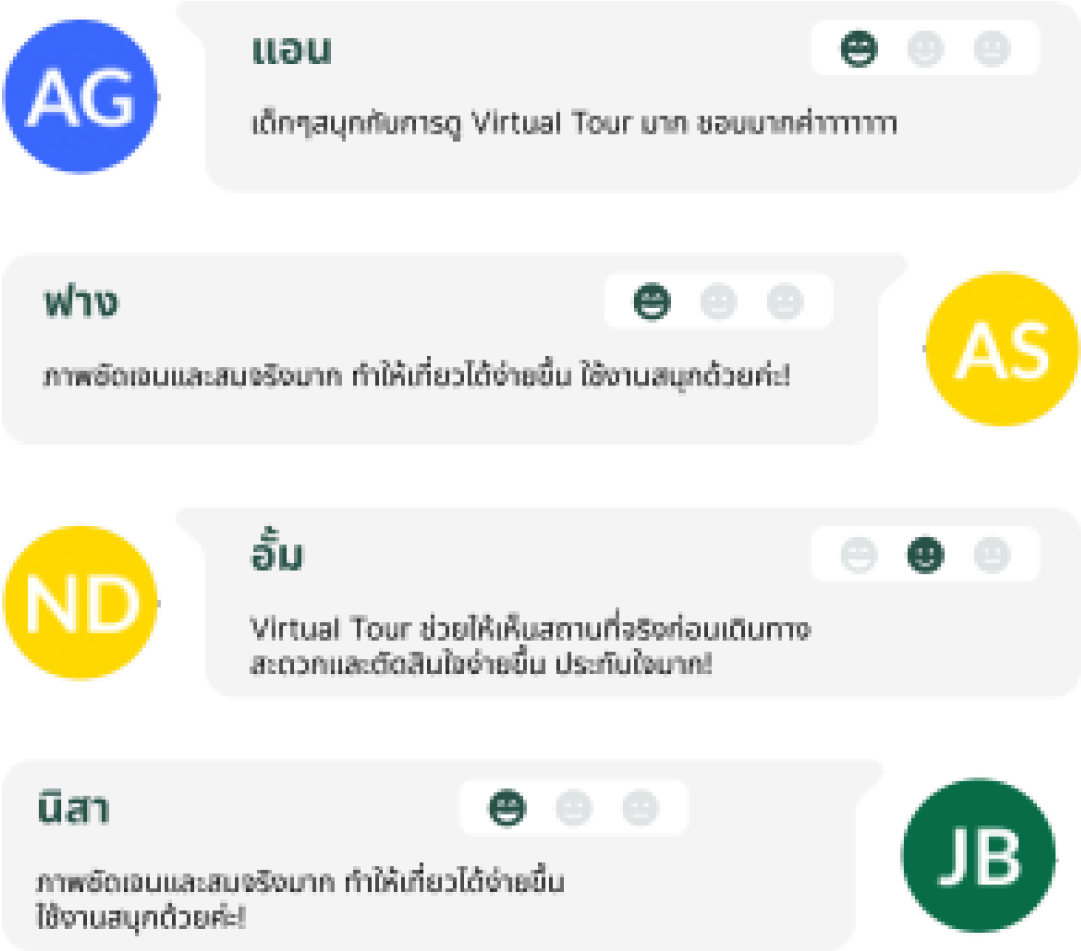 AG
แอน
เด็กๆสนุกกับการดู Virtual Tour มาก ชอบมากค่าาาาาาา
ฟาง
ภาพชัดเจนและสมจริงมาก ทำให้เที่ยวได้ง่ายขึ้น ใช้งานสนุกด้วยค่ะ!
AS
ND
อั้ม
Virtual Tour ช่วยให้เห็นสถานที่จริงก่อนเดินทาง
สะดวกและตัดสินใจง่ายขึ้น ประทับใจมาก!
นิสา
ภาพชัดเจนและสมจริงมาก ทำให้เที่ยวได้ง่ายขึ้น
ใช้งานสนุกด้วยค่ะ!
JB